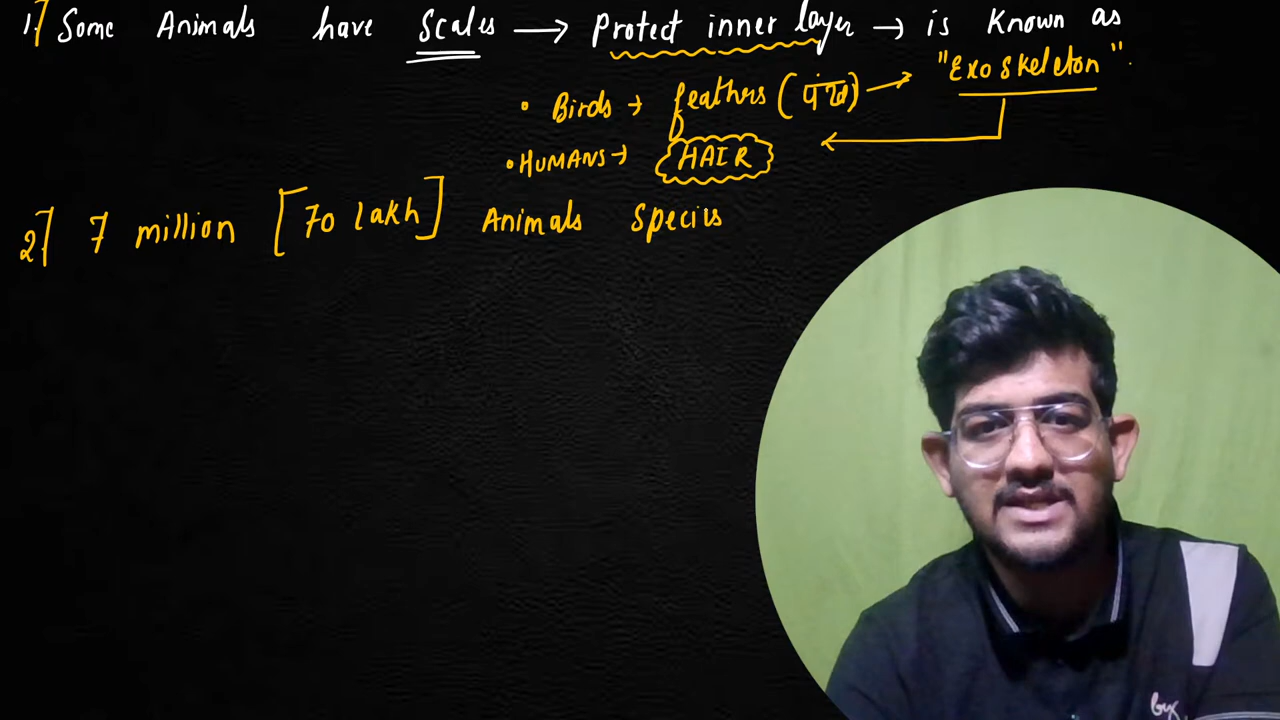 1.] Some Animals have Scales → Protect inner layer → is known as
"Exoskeleton".
• Birds → feathers (पंख) →
• HUMANS → HAIR
2] 7 million [70 lakh] Animals Species
by